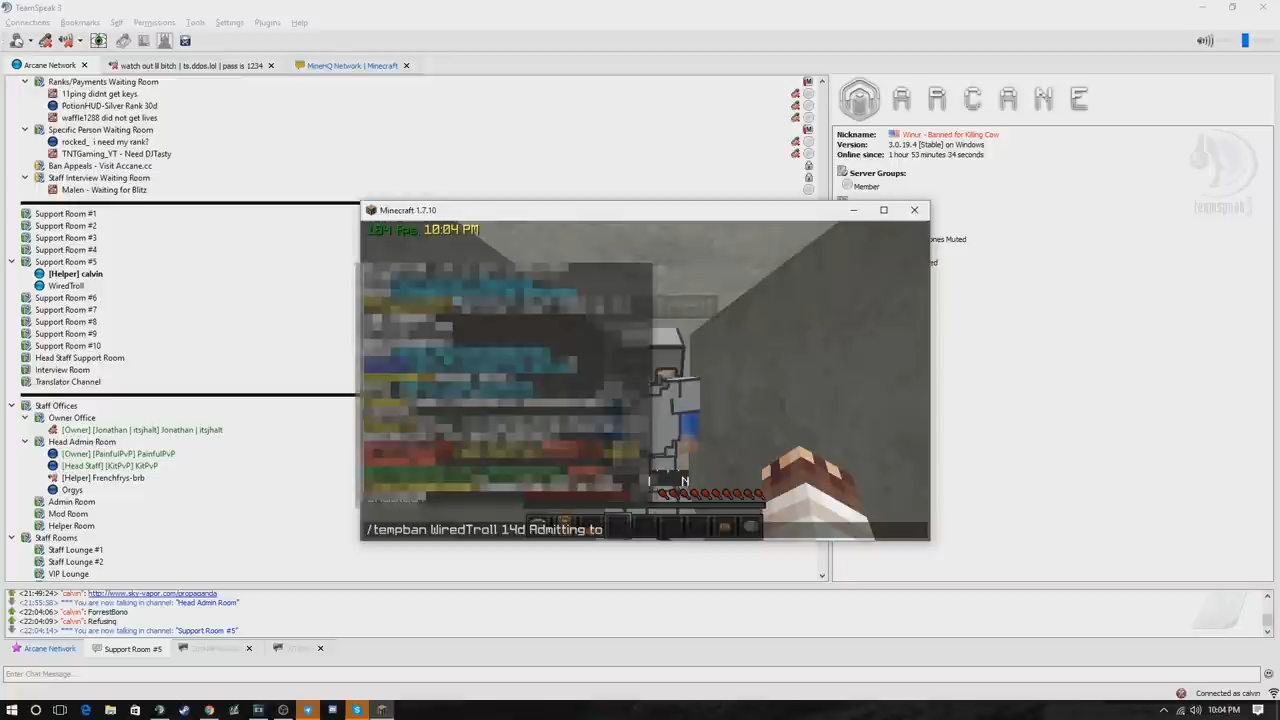 TeamSpeak 3
Connections Bookmarks Self Permissions Tools Settings Plugins Help
Arcane Network
watch out lil bitch | ts.ddos.lol | pass is 1234
MineHQ Network | Minecraft
Ranks/Payments Waiting Room
11ping didnt get keys.
PotionHUD-Silver Rank 30d
waffle1288 did not get lives
Specific Person Waiting Room
rocked_ i need my rank?
TNTGaming_YT - Need DJTasty
Ban Appeals - Visit Arcane.cc
Staff Interview Waiting Room
Malen - Waiting for Blitz
Support Room #1
Support Room #2
Support Room #3
Support Room #4
Support Room #5
[Helper] calvin
WiredTroll
Support Room #6
Support Room #7
Support Room #8
Support Room #9
Support Room #10
Head Staff Support Room
Interview Room
Translator Channel
Staff Offices
Owner Office
[Owner] [Jonathan | itsjhalt] Jonathan | itsjhalt
Head Admin Room
[Owner] [PainfulPvP] PainfulPvP
[Head Staff] [KitPvP] KitPvP
[Helper] Frenchfrys-brb
Orgys
Admin Room
Mod Room
Helper Room
Staff Rooms
Staff Lounge #1
Staff Lounge #2
VIP Lounge
ARCANE
Nickname: Winur - Banned for Killing Cow
Version: 3.0.19.4 [Stable] on Windows
Online since: 1 hour 53 minutes 34 seconds
Server Groups:
Member
ones Muted
ed
Minecraft 1.7.10
184 fps, 10:04 PM
N
/tempban WiredTroll 14d Admitting to
<21:49:24> "calvin": http://www.sky-vapor.com/propaganda
<21:55:58> *** You are now talking in channel: "Head Admin Room"
<22:04:06> "calvin": ForrestBono
<22:04:09> "calvin": Refusing
<22:04:14> *** You are now talking in channel: "Support Room #5"
Arcane Network
Support Room #5
Enter Chat Message...
Connected as calvin
10:04 PM